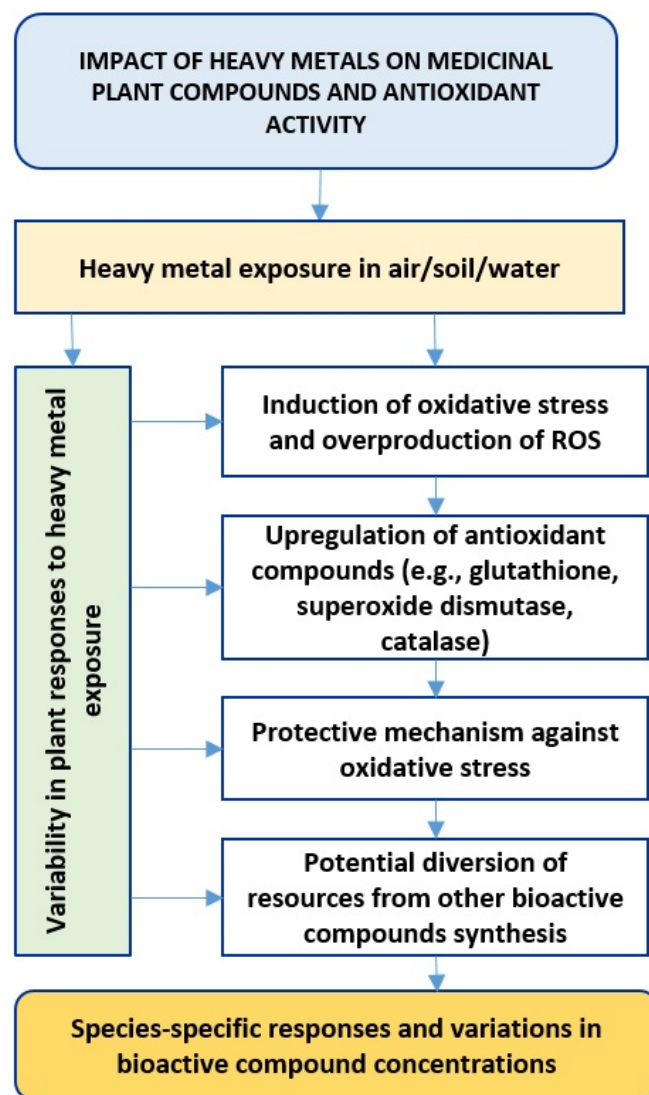 IMPACT OF HEAVY METALS ON MEDICINAL
PLANT COMPOUNDS AND ANTIOXIDANT
ACTIVITY
Heavy metal exposure in air/soil/water
Variability in plant responses to heavy metal
exposure
Induction of oxidative stress
and overproduction of ROS
Upregulation of antioxidant
compounds (e.g., glutathione,
superoxide dismutase,
catalase)
Protective mechanism against
oxidative stress
Potential diversion of
resources from other bioactive
compounds synthesis
Species-specific responses and variations in
bioactive compound concentrations